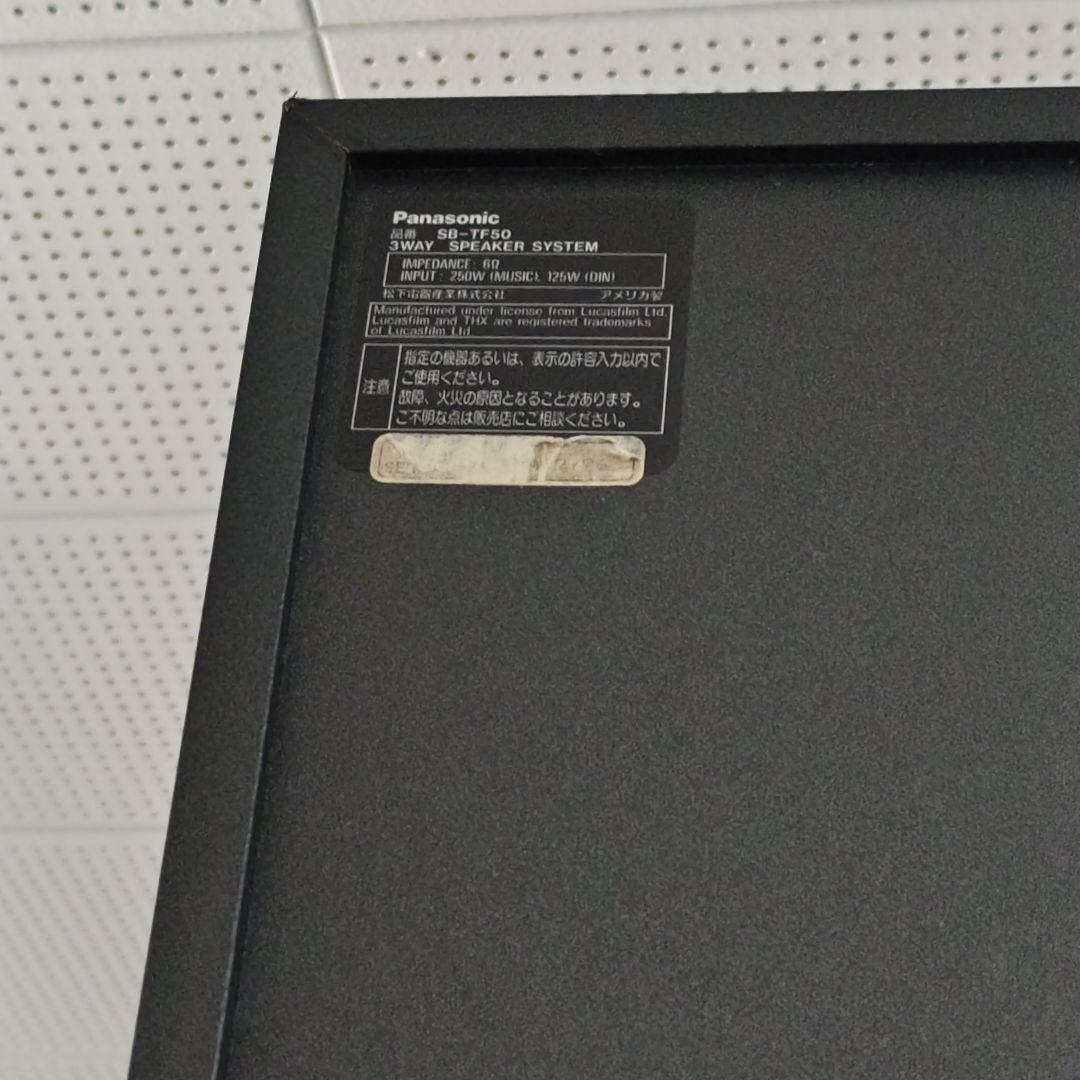 Panasonic
品番 SB-TF50
3WAY SPEAKER SYSTEM
IMPEDANCE: 6Ω
INPUT: 250W (MUSIC), 125W (DIN)
松下電器産業株式会社 アメリカ製
Manufactured under license from Lucasfilm Ltd.
Lucasfilm and THX are registered trademarks
of Lucasfilm Ltd.
注意
指定の機器あるいは、表示の許容入力以内で
ご使用ください。
故障、火災の原因となることがあります。
ご不明な点は販売店にご相談ください。